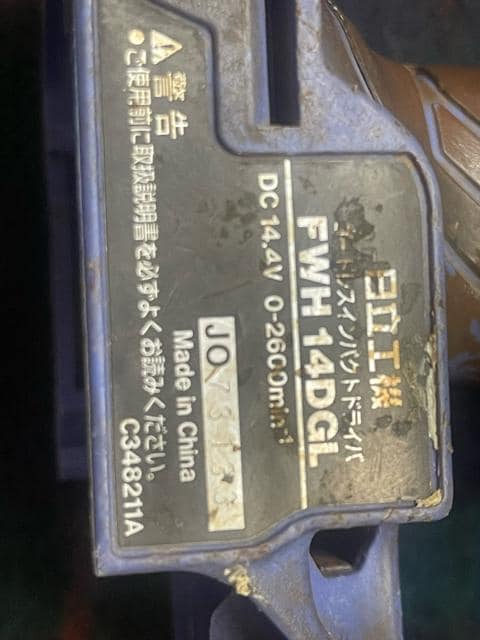 日立工機
コードレスインパクトドライバ
FWH 14DGL
DC 14.4V 0-2600min⁻¹
Made in China
警告
●ご使用前に取扱説明書を必ずよくお読みください。
C348211A